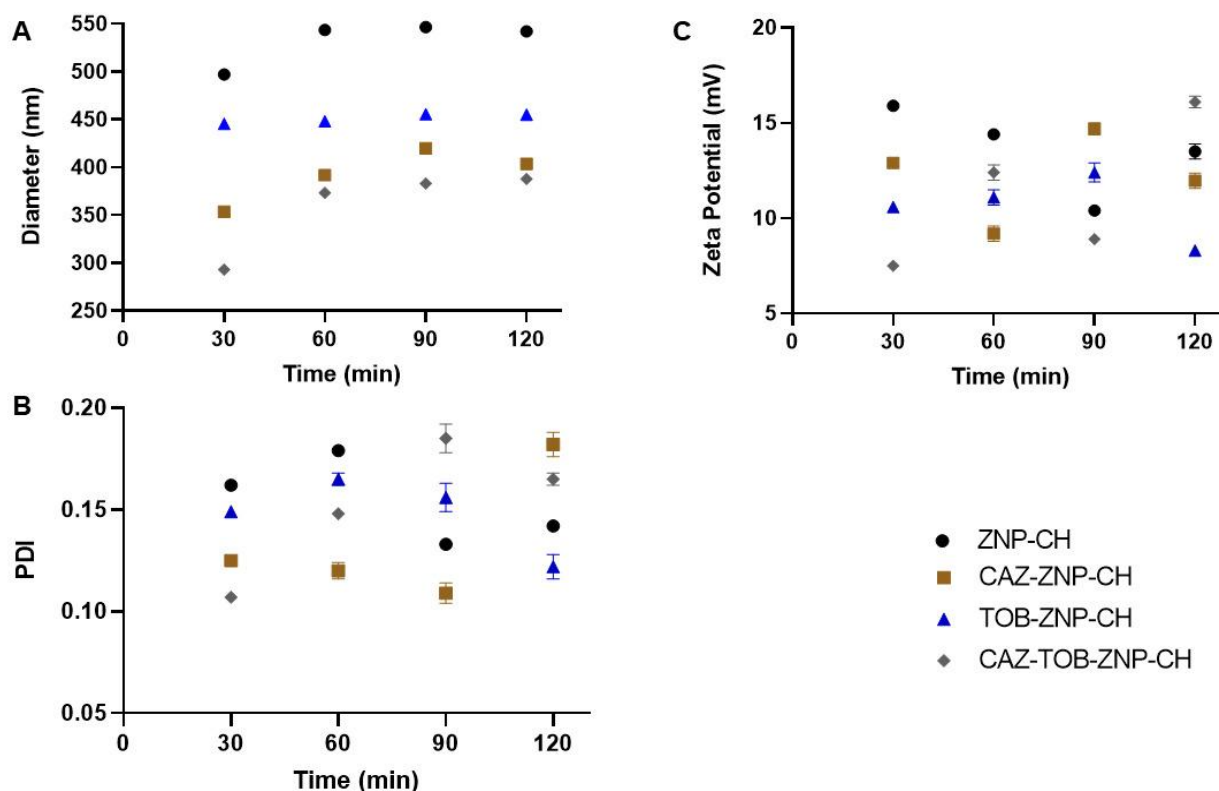 A
Diameter (nm)
550
500
450
400
350
300
250
0 30 60 90 120
Time (min)
B
PDI
0.20
0.15
0.10
0.05
0 30 60 90 120
Time (min)
C
Zeta Potential (mV)
20
15
10
5
0 30 60 90 120
Time (min)
ZNP-CH
CAZ-ZNP-CH
TOB-ZNP-CH
CAZ-TOB-ZNP-CH